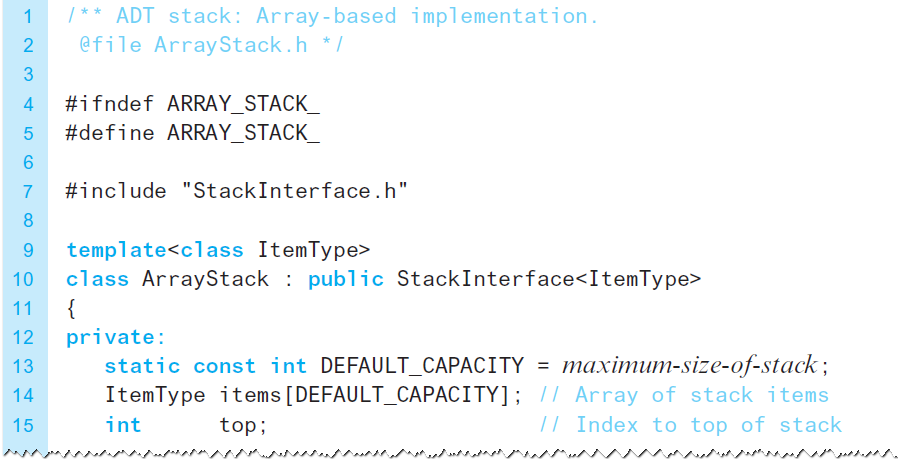 1 /** ADT stack: Array-based implementation.
2 @file ArrayStack.h */
3
4 #ifndef ARRAY_STACK_
5 #define ARRAY_STACK_
6
7 #include "StackInterface.h"
8
9 template<class ItemType>
10 class ArrayStack : public StackInterface<ItemType>
11 {
12 private:
13 static const int DEFAULT_CAPACITY = maximum-size-of-stack;
14 ItemType items[DEFAULT_CAPACITY]; // Array of stack items
15 int top; // Index to top of stack